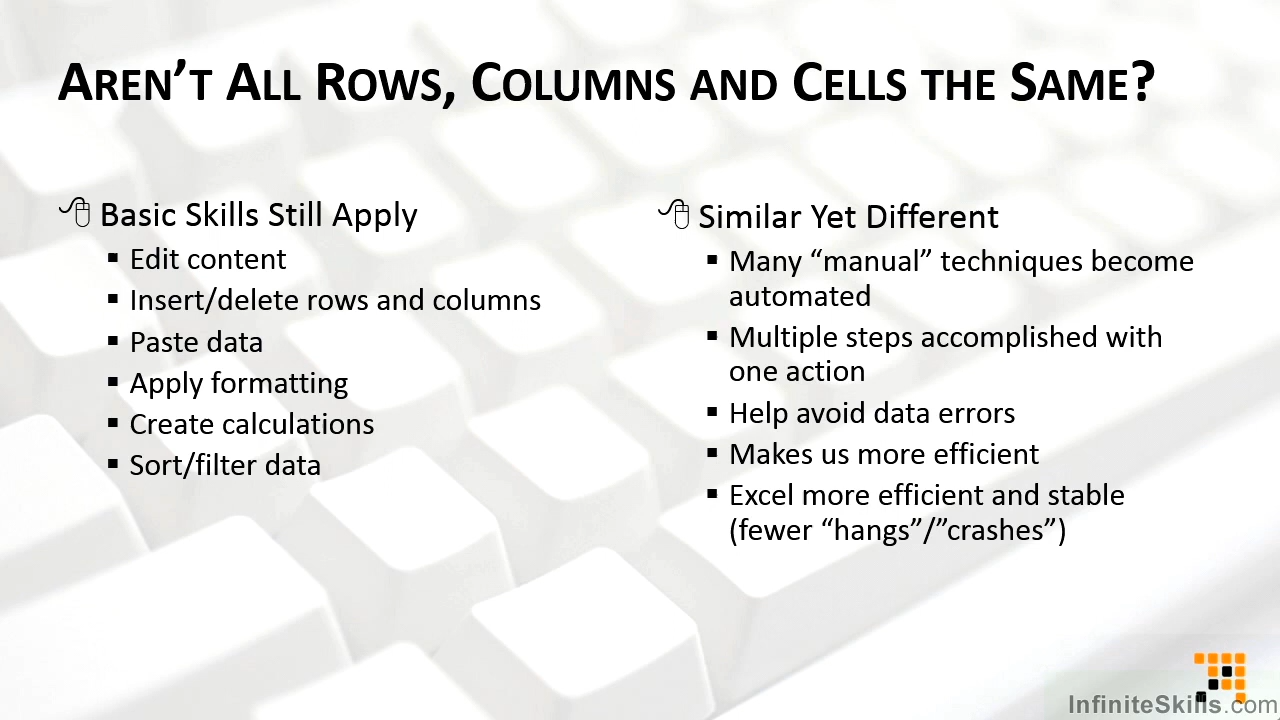 AREN'T ALL ROWS, COLUMNS AND CELLS THE SAME?
Basic Skills Still Apply
▪ Edit content
▪ Insert/delete rows and columns
▪ Paste data
▪ Apply formatting
▪ Create calculations
▪ Sort/filter data
Similar Yet Different
▪ Many “manual” techniques become
automated
▪ Multiple steps accomplished with
one action
▪ Help avoid data errors
▪ Makes us more efficient
▪ Excel more efficient and stable
(fewer “hangs”/”crashes”)
InfiniteSkills.com